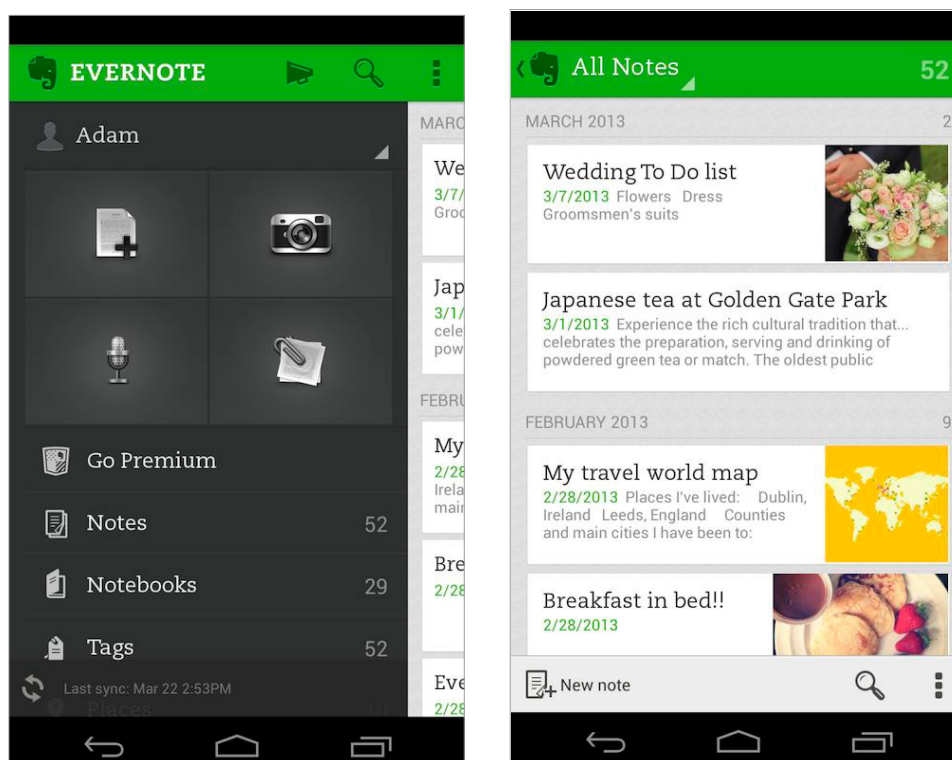 EVERNOTE
Adam
Go Premium
Notes 52
Notebooks 29
Tags 52
Last sync: Mar 22 2:53PM
Places 10
MARC
We
3/7/
Groo
Jap
3/1/
cele
pow
FEBRU
My
2/28
Irela
main
Bre
2/28
Eve
2/28
All Notes 52
MARCH 2013 2
Wedding To Do list
3/7/2013 Flowers Dress
Groomsmen's suits
Japanese tea at Golden Gate Park
3/1/2013 Experience the rich cultural tradition that...
celebrates the preparation, serving and drinking of
powdered green tea or match. The oldest public
FEBRUARY 2013 9
My travel world map
2/28/2013 Places I've lived: Dublin,
Ireland Leeds, England Counties
and main cities I have been to:
Breakfast in bed!!
2/28/2013
New note